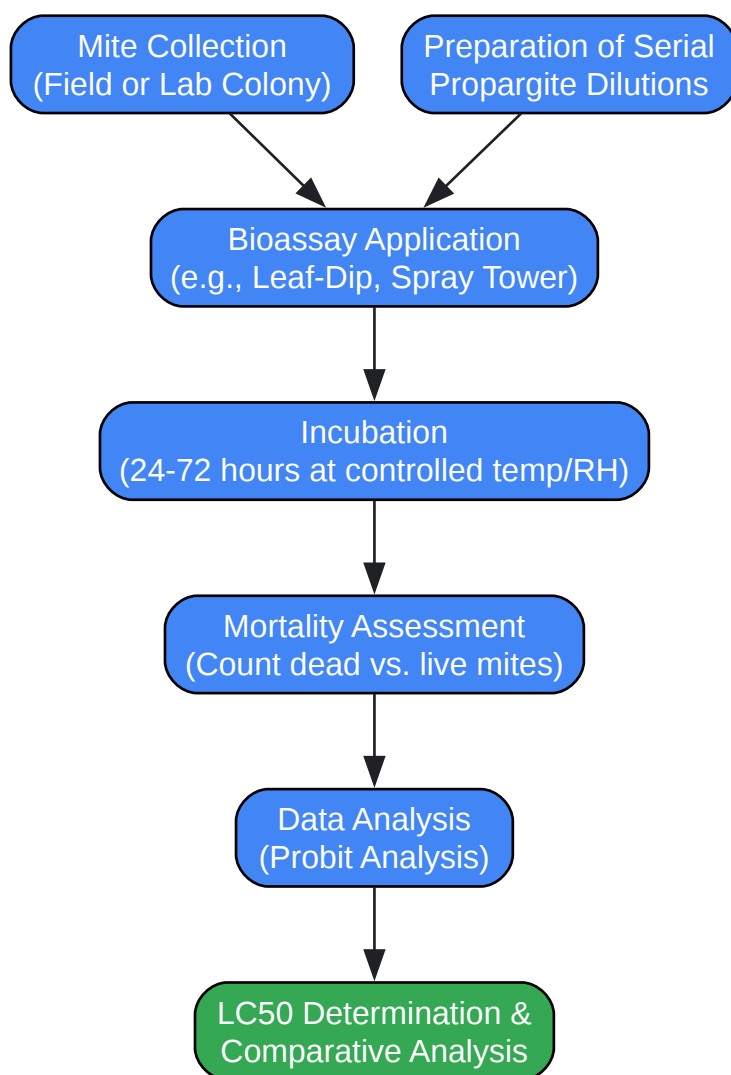 Mite Collection
(Field or Lab Colony)
Preparation of Serial
Propargite Dilutions
Bioassay Application
(e.g., Leaf-Dip, Spray Tower)
Incubation
(24-72 hours at controlled temp/RH)
Mortality Assessment
(Count dead vs. live mites)
Data Analysis
(Probit Analysis)
LC50 Determination &
Comparative Analysis